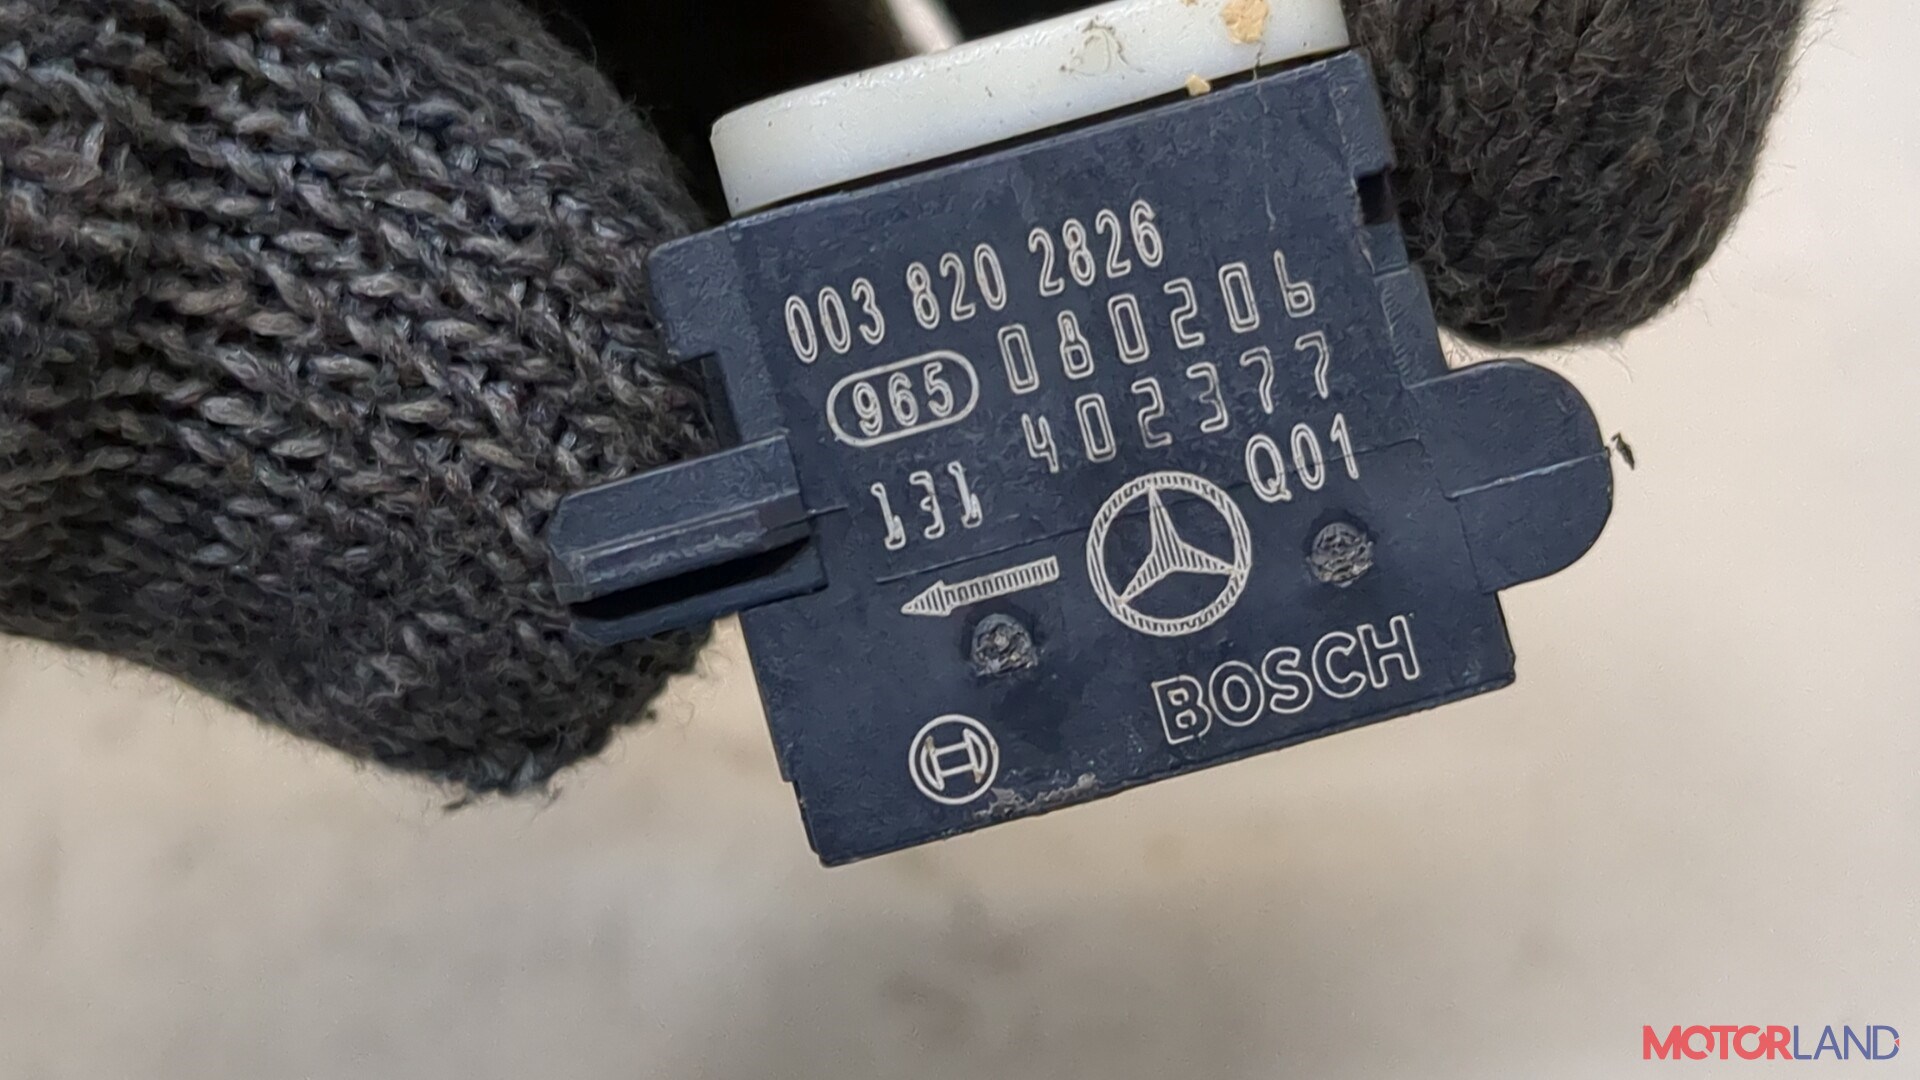 003 820 2826
965 080206
402377
131 Q01
BOSCH
MOTORLAND